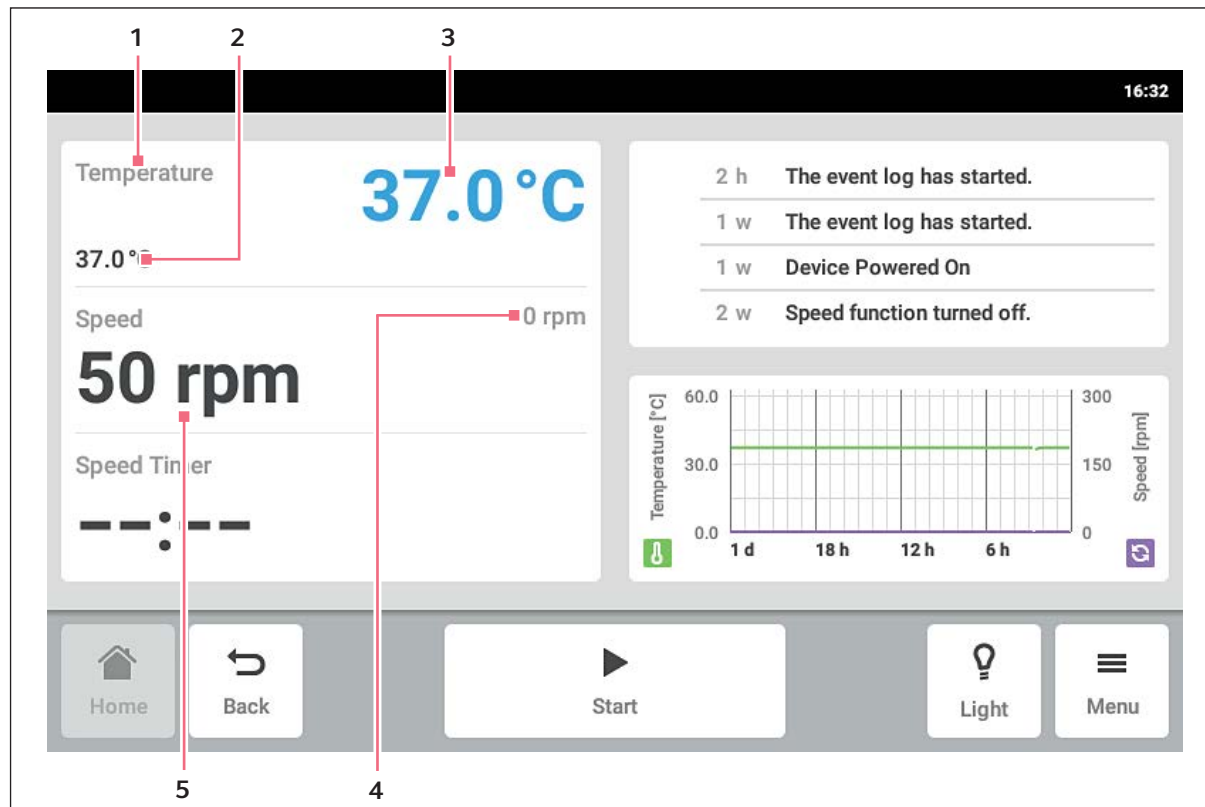 1 2 3
16:32
Temperature
37.0 °C
37.0 °C
Speed
0 rpm
50 rpm
Speed Timer
--:--
2 h The event log has started.
1 w The event log has started.
1 w Device Powered On
2 w Speed function turned off.
Temperature [°C]
60.0
30.0
0.0
300
150
0
Speed [rpm]
1 d 18 h 12 h 6 h
Home
Back
Start
Light
Menu
5 4